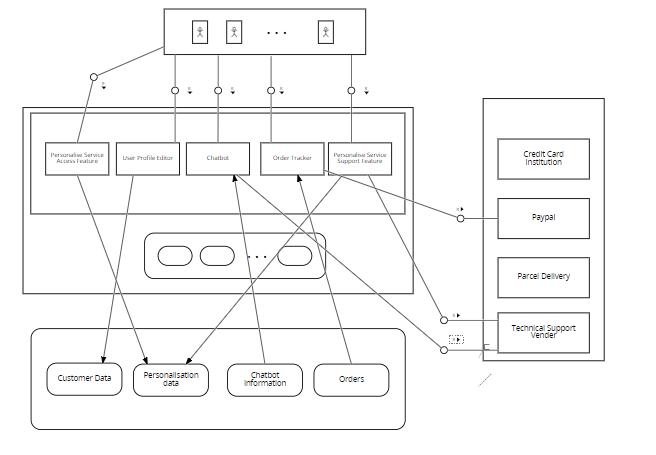 Personalise Service
Access Feature
User Profile Editor
Chatbot
Order Tracker
Personalise Service
Support Feature
Credit Card
Institution
Paypal
Parcel Delivery
Technical Support
Vender
Customer Data
Personalisation
data
Chatbot
Information
Orders